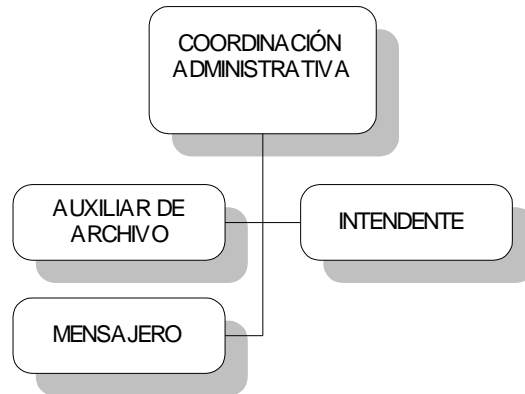 COORDINACIÓN
ADMINISTRATIVA
AUXILIAR DE
ARCHIVO
INTENDENTE
MENSAJERO